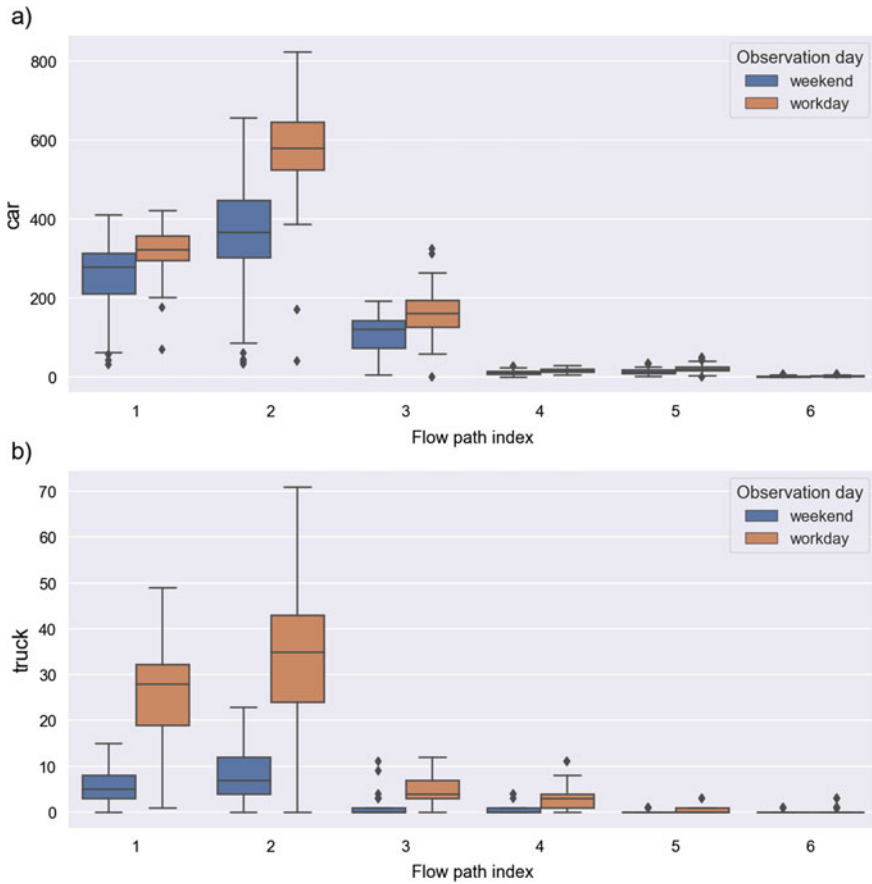 a)
800
600
400
200
0
car
Observation day
weekend
workday
1 2 3 4 5 6
Flow path index
b)
70
60
50
40
30
20
10
0
truck
Observation day
weekend
workday
1 2 3 4 5 6
Flow path index